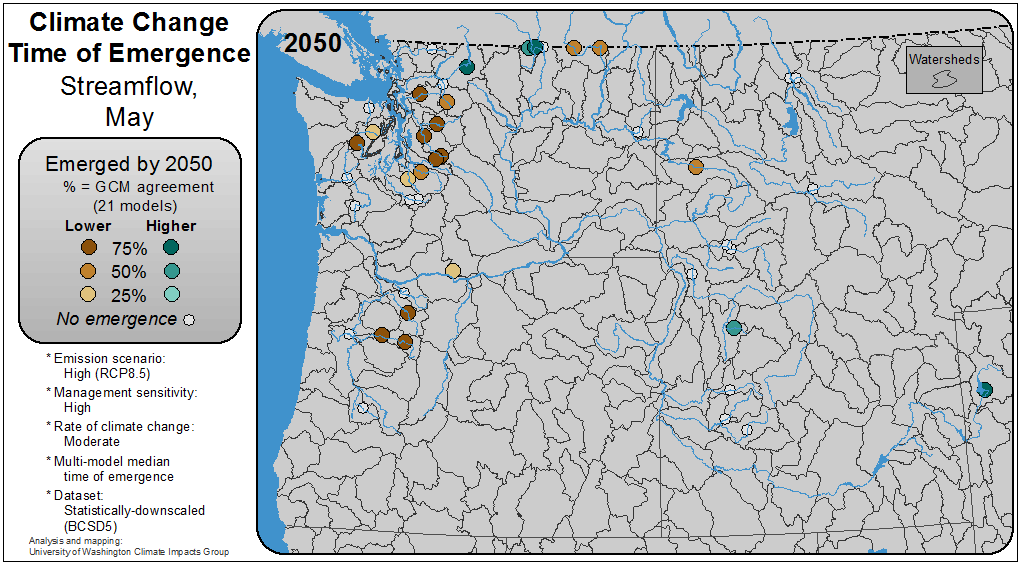 Climate Change
Time of Emergence
Streamflow,
May
Emerged by 2050
% = GCM agreement
(21 models)
Lower Higher
75%
50%
25%
No emergence
* Emission scenario:
High (RCP8.5)
* Management sensitivity:
High
* Rate of climate change:
Moderate
* Multi-model median
time of emergence
* Dataset:
Statistically-downscaled
(BCSD5)
Analysis and mapping:
University of Washington Climate Impacts Group
2050
Watersheds